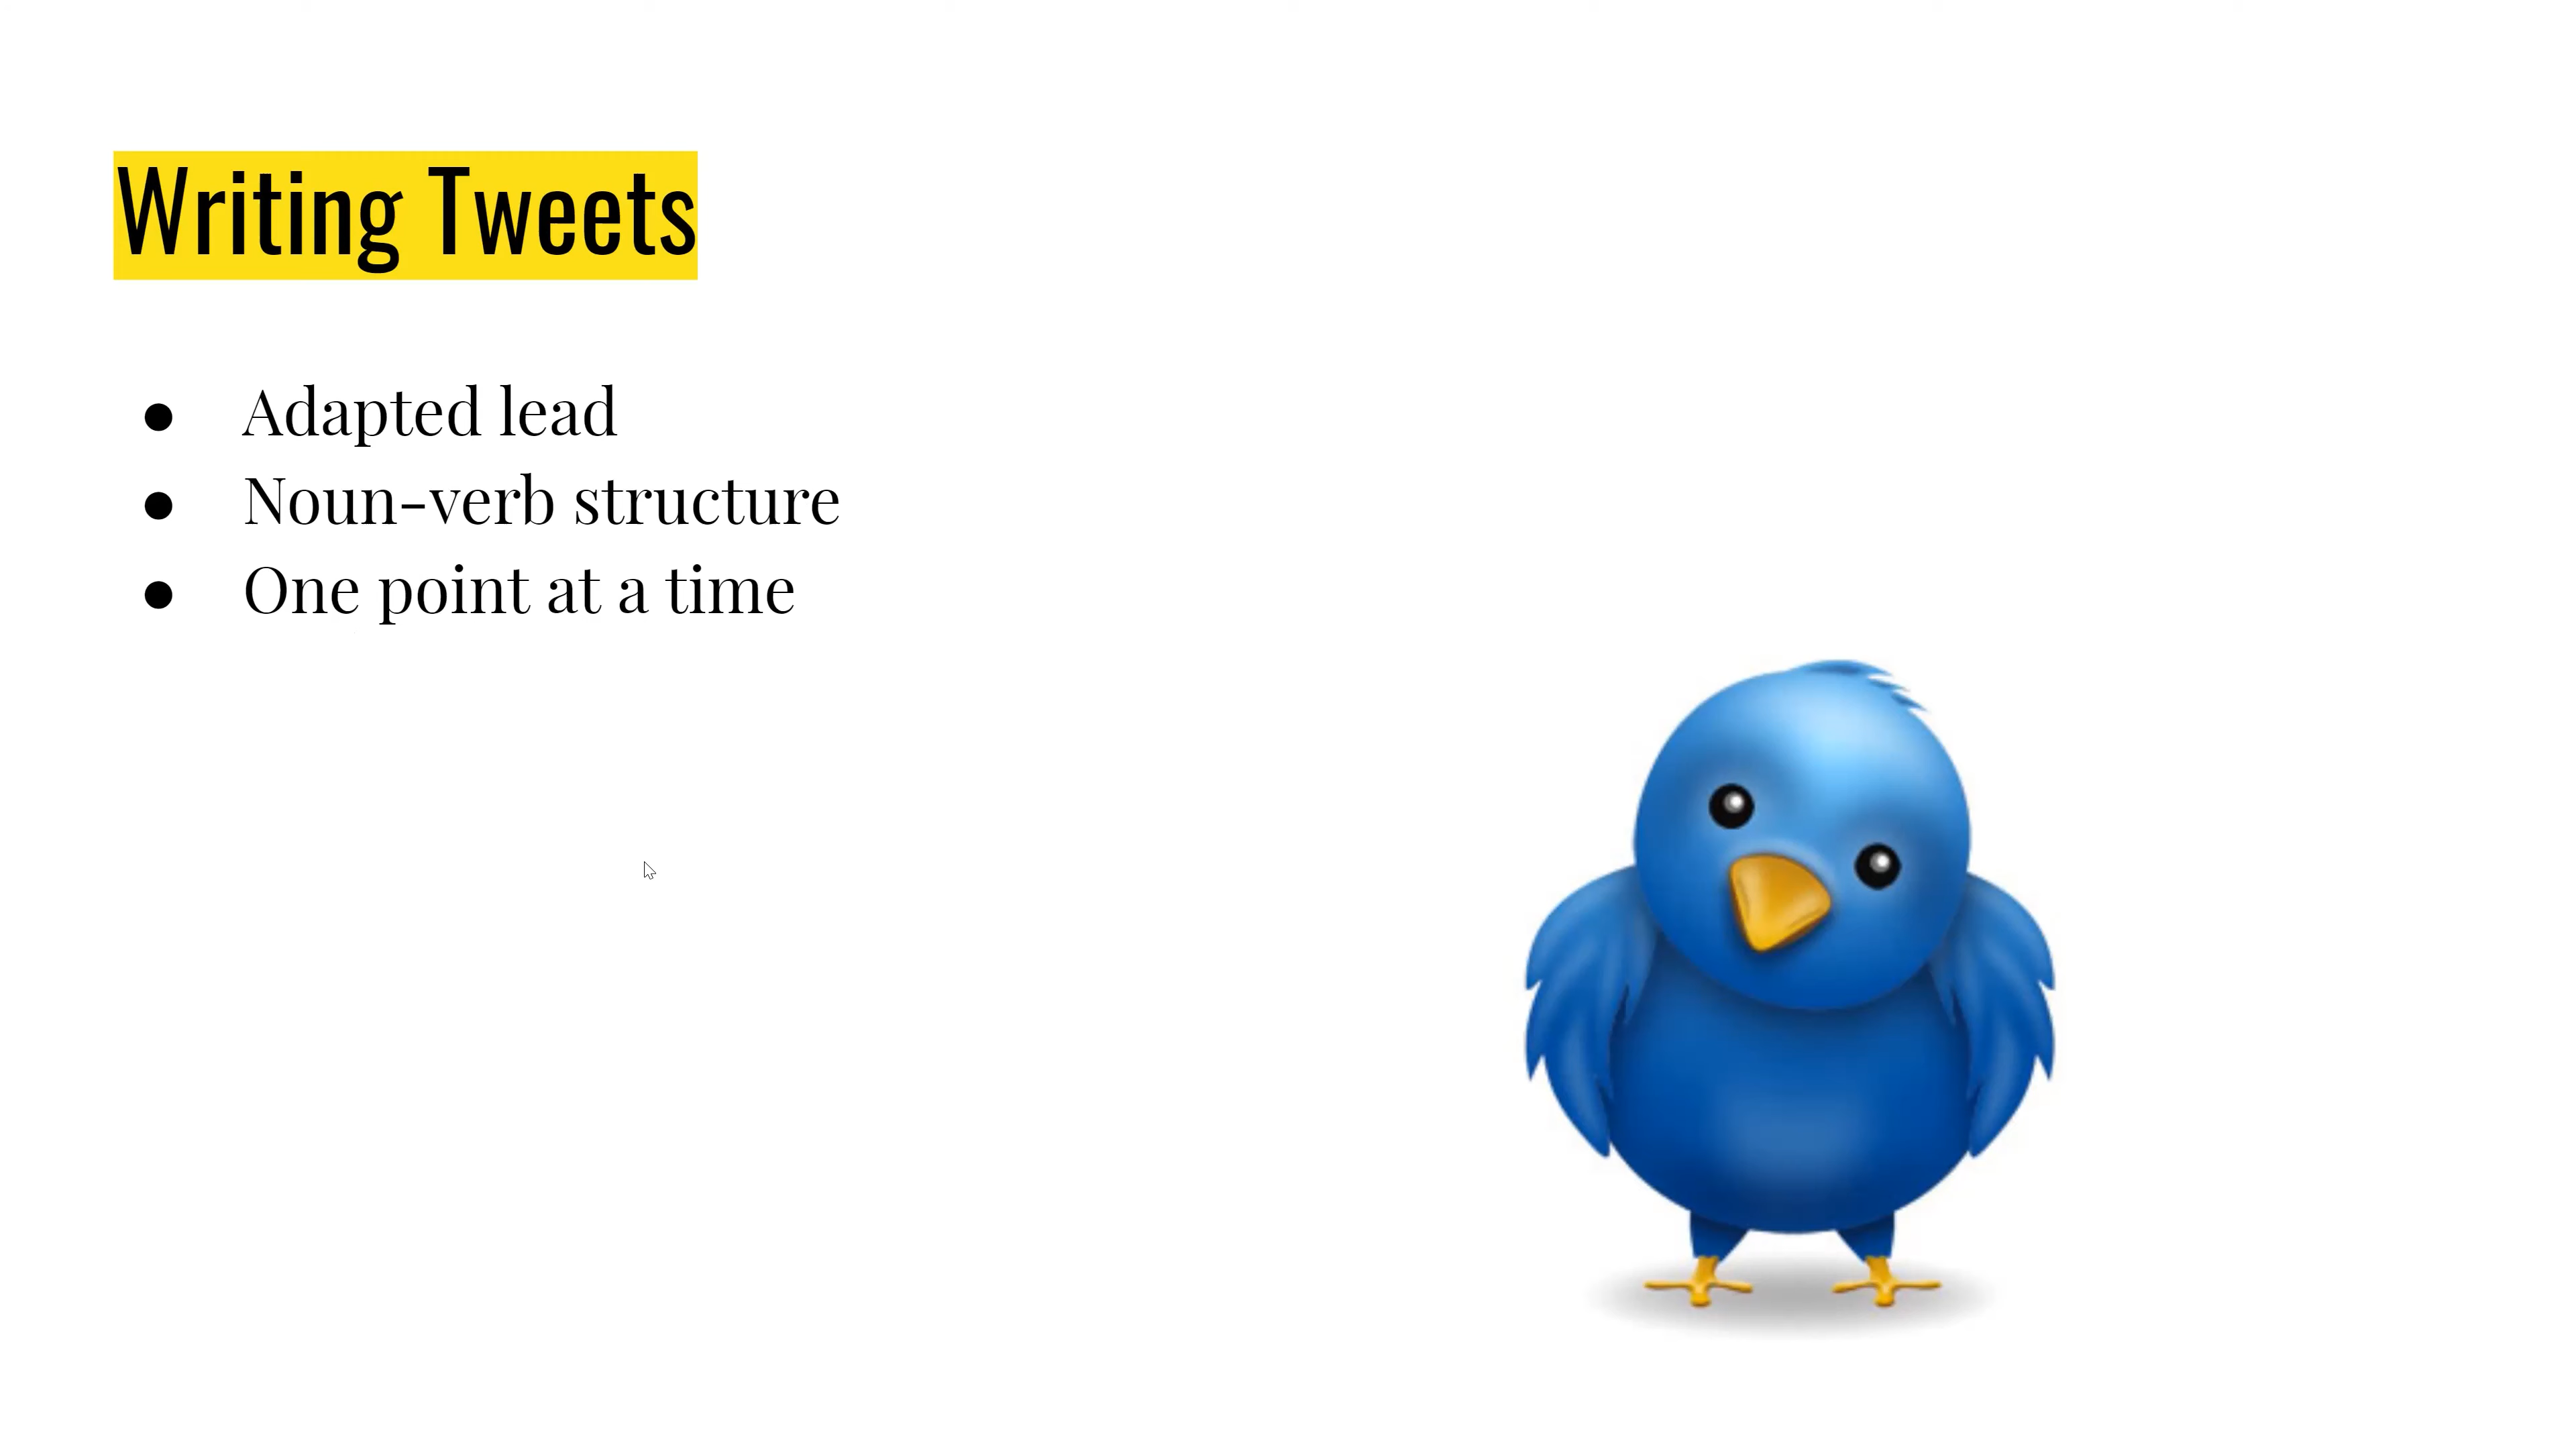 Writing Tweets
● Adapted lead
● Noun-verb structure
● One point at a time